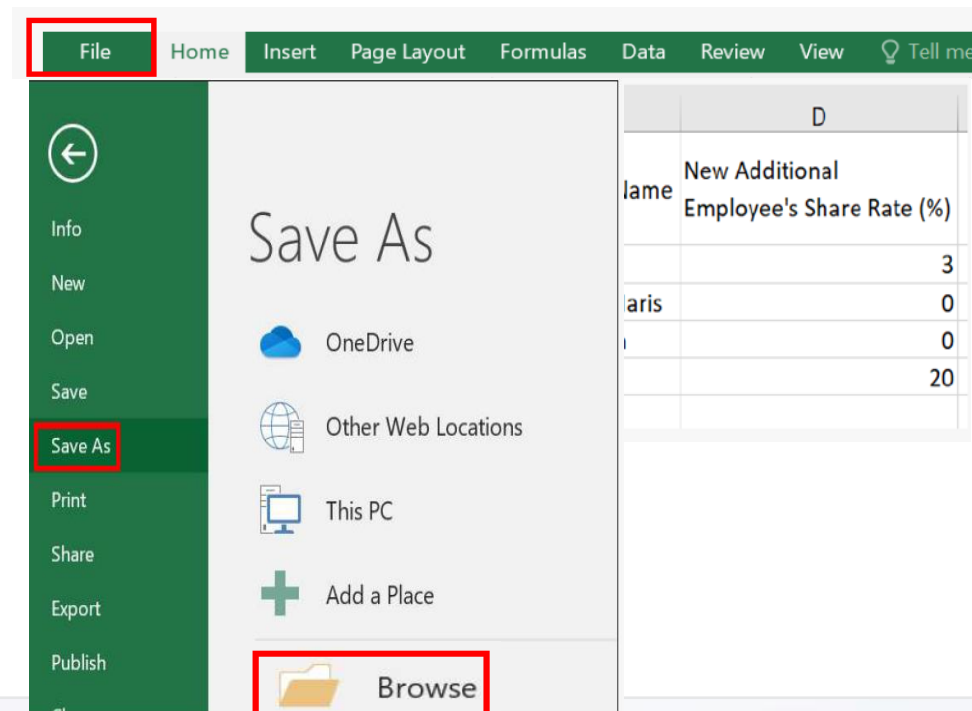 File Home Insert Page Layout Formulas Data Review View Tell me
D
New Additional
Employee's Share Rate (%)
3
0
0
20
Info
New
Open
Save
Save As
Print
Share
Export
Publish
Save As
OneDrive
Other Web Locations
This PC
Add a Place
Browse